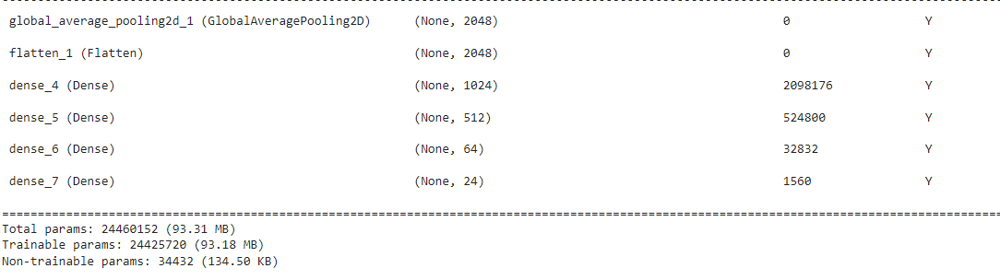 global_average_pooling2d_1 (GlobalAveragePooling2D) (None, 2048) 0 Y
flatten_1 (Flatten) (None, 2048) 0 Y
dense_4 (Dense) (None, 1024) 2098176 Y
dense_5 (Dense) (None, 512) 524800 Y
dense_6 (Dense) (None, 64) 32832 Y
dense_7 (Dense) (None, 24) 1560 Y
Total params: 24460152 (93.31 MB)
Trainable params: 24425720 (93.18 MB)
Non-trainable params: 34432 (134.50 KB)